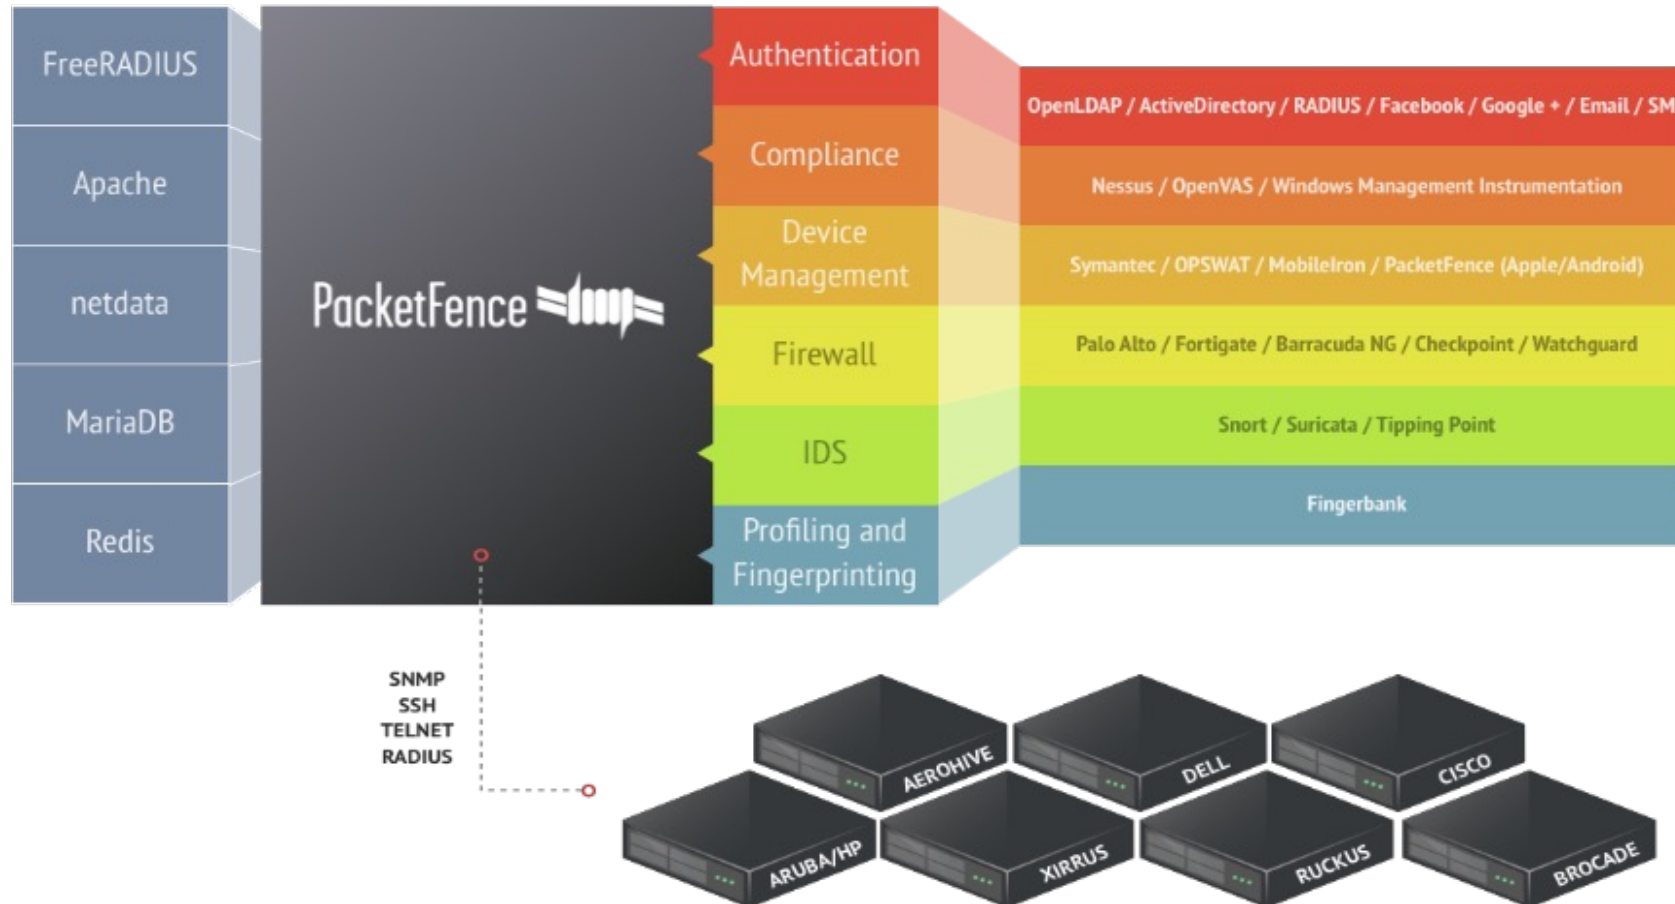 FreeRADIUS
Apache
netdata
MariaDB
Redis
PacketFence
Authentication
Compliance
Device
Management
Firewall
IDS
Profiling and
Fingerprinting
OpenLDAP / ActiveDirectory / RADIUS / Facebook / Google + / Email / SM
Nessus / OpenVAS / Windows Management Instrumentation
Symantec / OPSWAT / MobileIron / PacketFence (Apple/Android)
Palo Alto / Fortigate / Barracuda NG / Checkpoint / Watchguard
Snort / Suricata / Tipping Point
Fingerbank
SNMP
SSH
TELNET
RADIUS
AEROHIVE
DELL
CISCO
ARUBA/HP
XIRRUS
RUCKUS
BROCADE